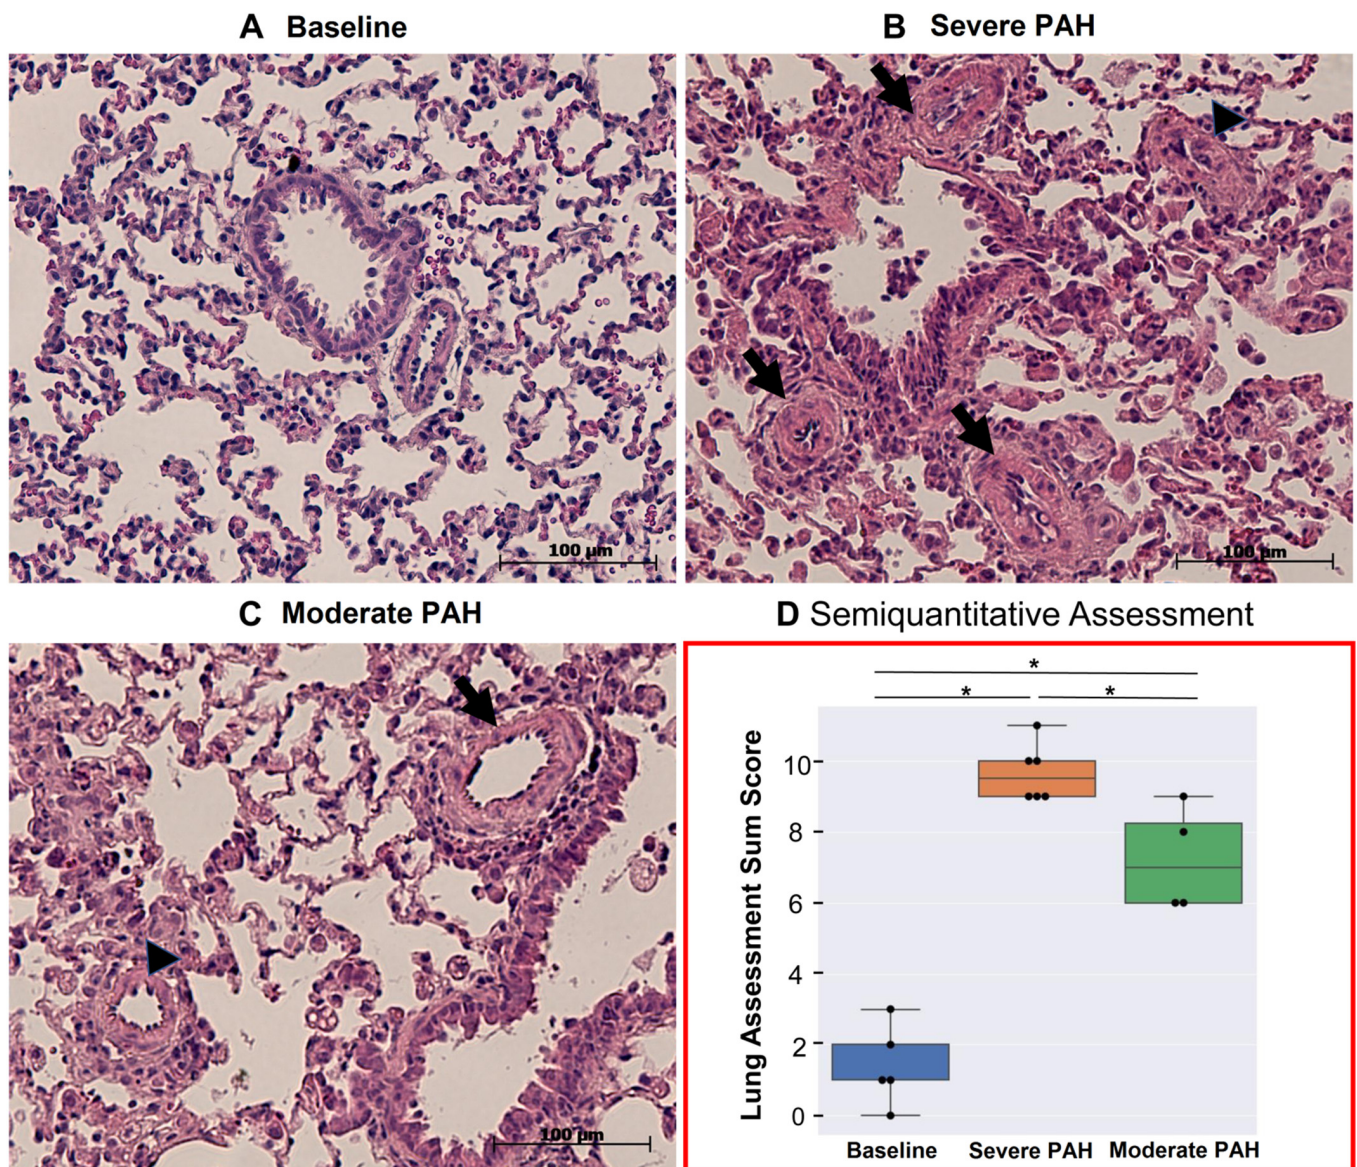 A Baseline
B Severe PAH
100 µm
100 µm
C Moderate PAH
D Semiquantitative Assessment
100 µm
*
* *
Lung Assessment Sum Score
10
8
6
4
2
0
Baseline Severe PAH Moderate PAH